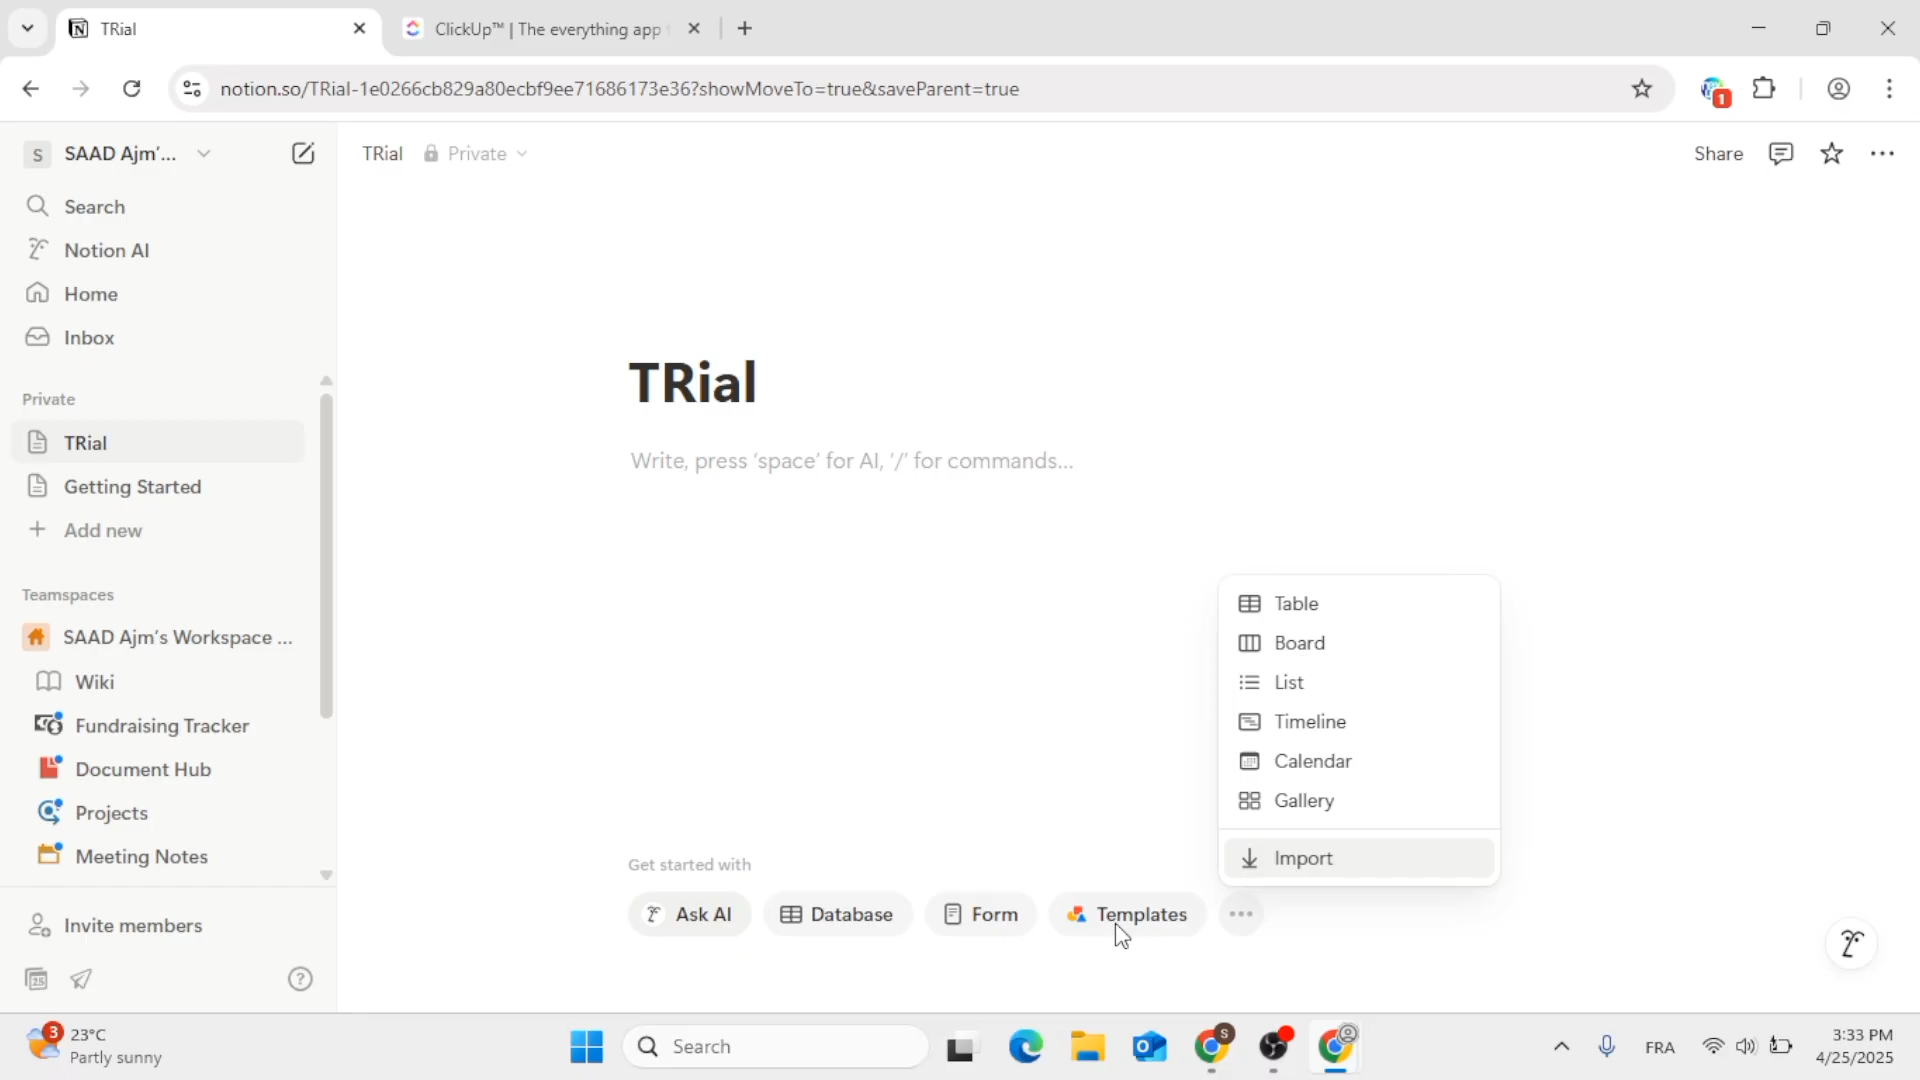 TRial
ClickUp™ | The everything app
notion.so/TRial-1e0266cb829a80ecbf9ee71686173e36?showMoveTo=true&saveParent=true
1
S SAAD Ajm'...
TRial Private
Share
Search
Notion AI
Home
Inbox
Private
TRial
Getting Started
Add new
Teamspaces
SAAD Ajm's Workspace ...
Wiki
Fundraising Tracker
Document Hub
Projects
Meeting Notes
Invite members
25
?
TRial
Write, press 'space' for AI, '/' for commands...
Table
Board
List
Timeline
Calendar
Gallery
Import
Get started with
Ask AI Database Form Templates
3
23°C
Partly sunny
Search
S
FRA
3:33 PM
4/25/2025